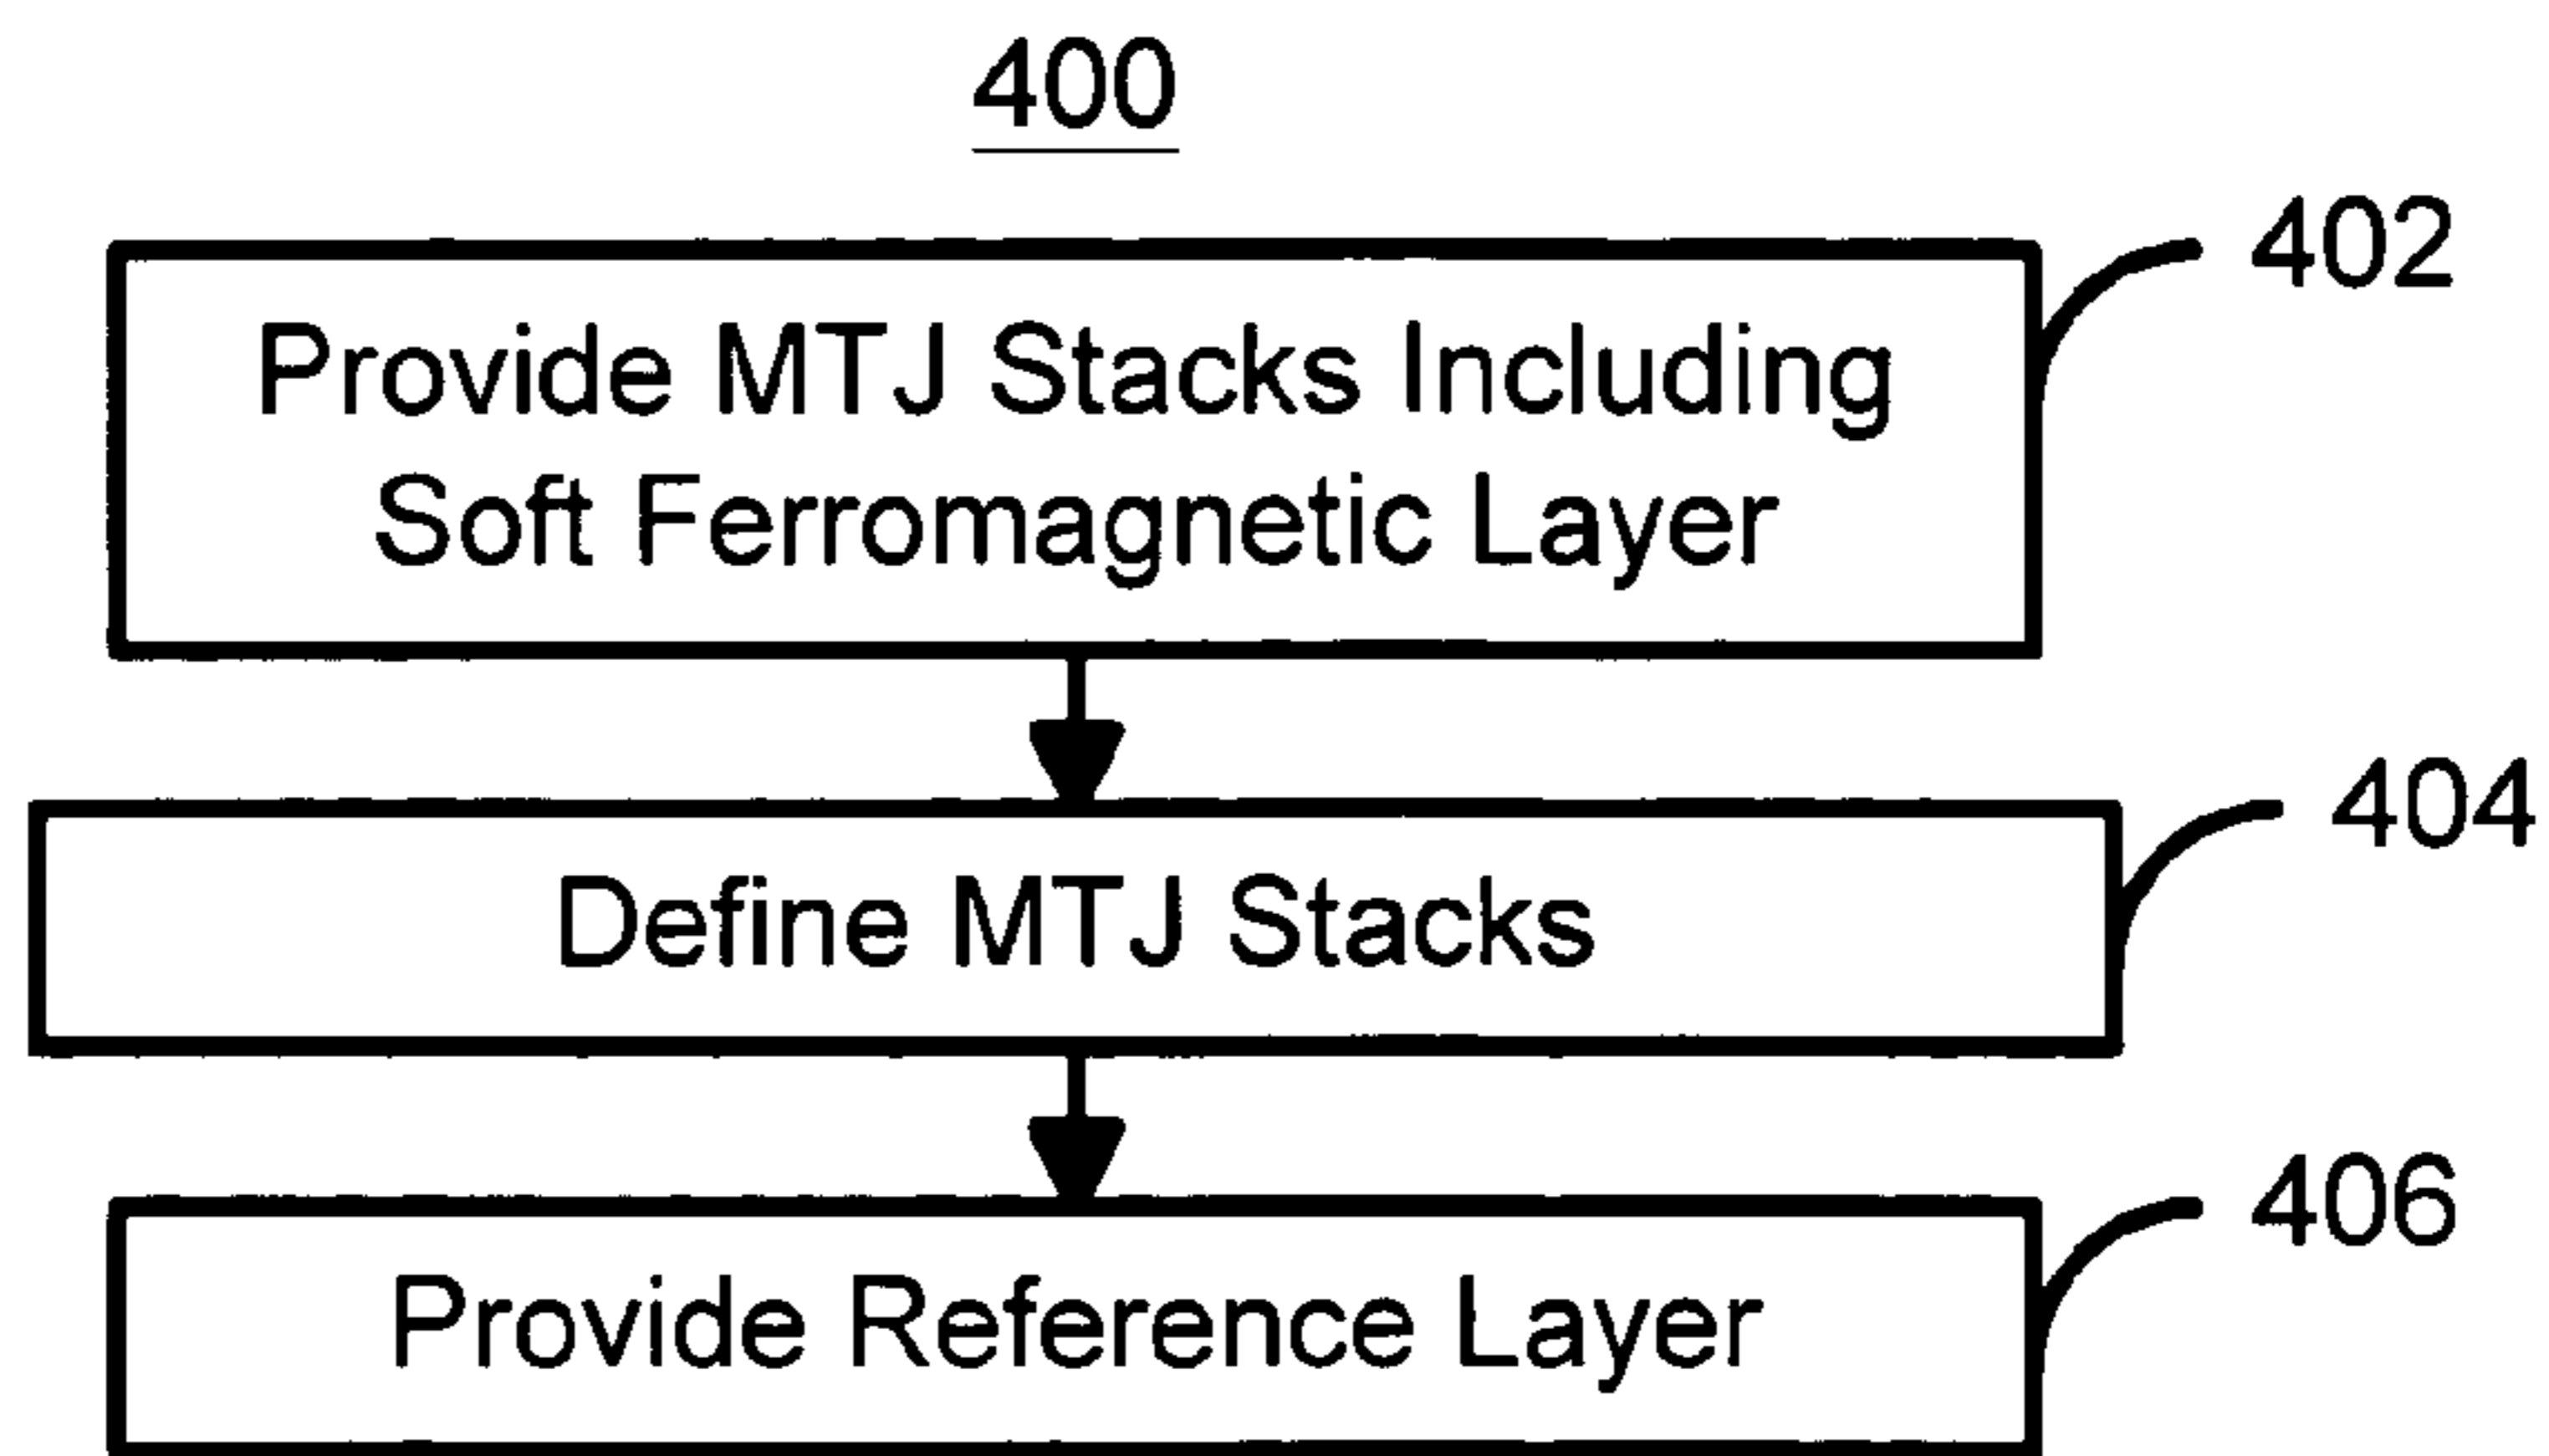 400
402
Provide MTJ Stacks Including
Soft Ferromagnetic Layer
404
Define MTJ Stacks
406
Provide Reference Layer